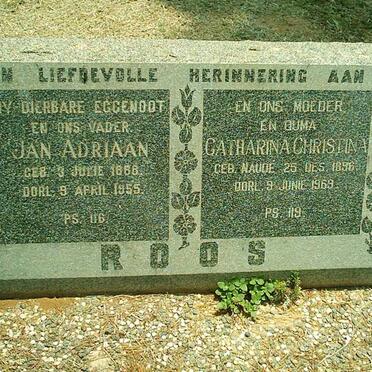 N LIEFDEVOLLE HERINNERING AAN
MY DIERBARE EGGENOOT
EN ONS VADER
JAN ADRIAAN
GEB. 3 JULIE 1888
OORL. 9 APRIL 1955.
PS. 116.
EN ONS MOEDER
EN OUMA
CATHARINA CHRISTINA
GEB. NAUDE 25 DES. 1896
OORL. 9 JUNIE 1969.
PS. 119.
ROOS